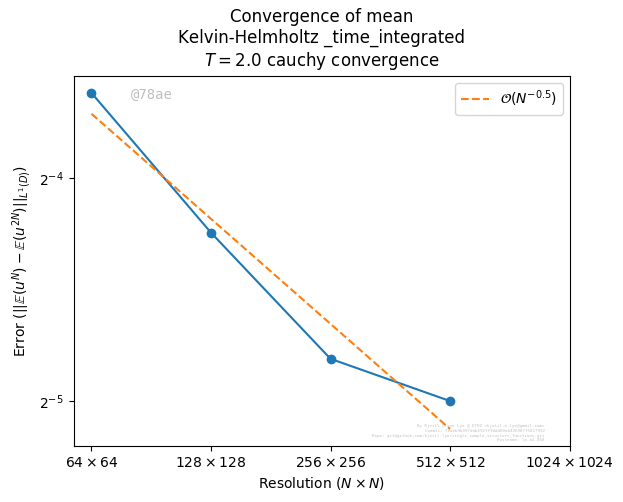 Convergence of mean
Kelvin-Helmholtz _time_integrated
T = 2.0 cauchy convergence
@78ae
𝒪(N^{-0.5})
Error (||𝔼(u^N) − 𝔼(u^{2N})||_{L^1(D)})
2^{-4}
2^{-5}
64 × 64
128 × 128
256 × 256
512 × 512
1024 × 1024
Resolution (N × N)